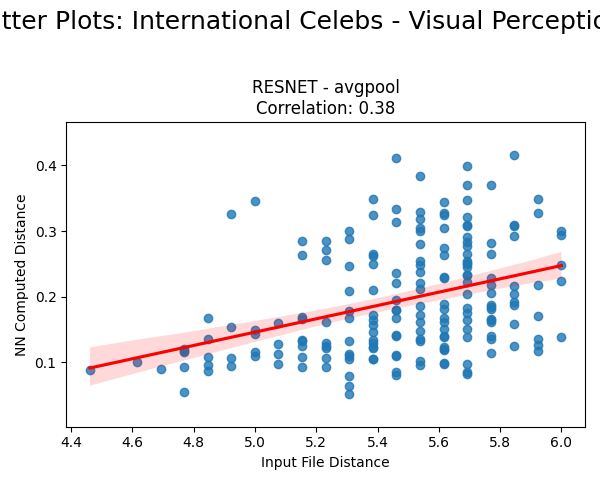 tter Plots: International Celebs - Visual Perceptio
RESNET - avgpool
Correlation: 0.38
NN Computed Distance
0.4
0.3
0.2
0.1
4.4 4.6 4.8 5.0 5.2 5.4 5.6 5.8 6.0
Input File Distance